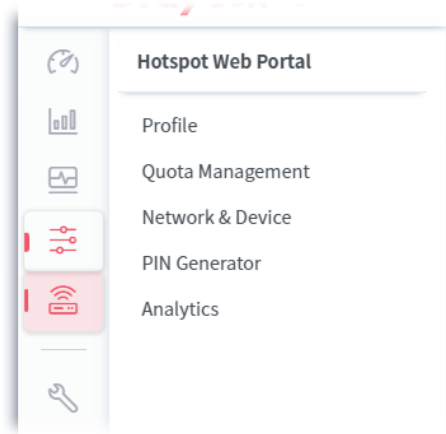 Hotspot Web Portal
Profile
Quota Management
Network & Device
PIN Generator
Analytics